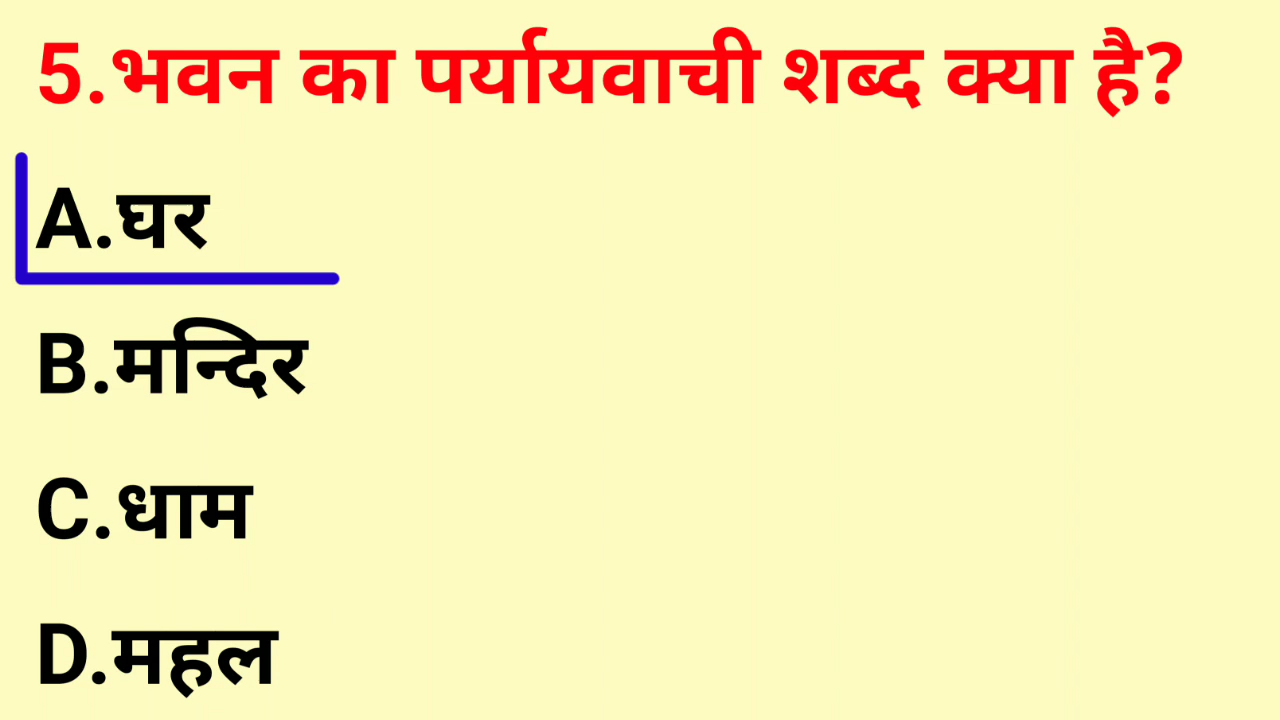 5.भवन का पर्यायवाची शब्द क्या है?
A.घर
B.मन्दिर
C.धाम
D.महल